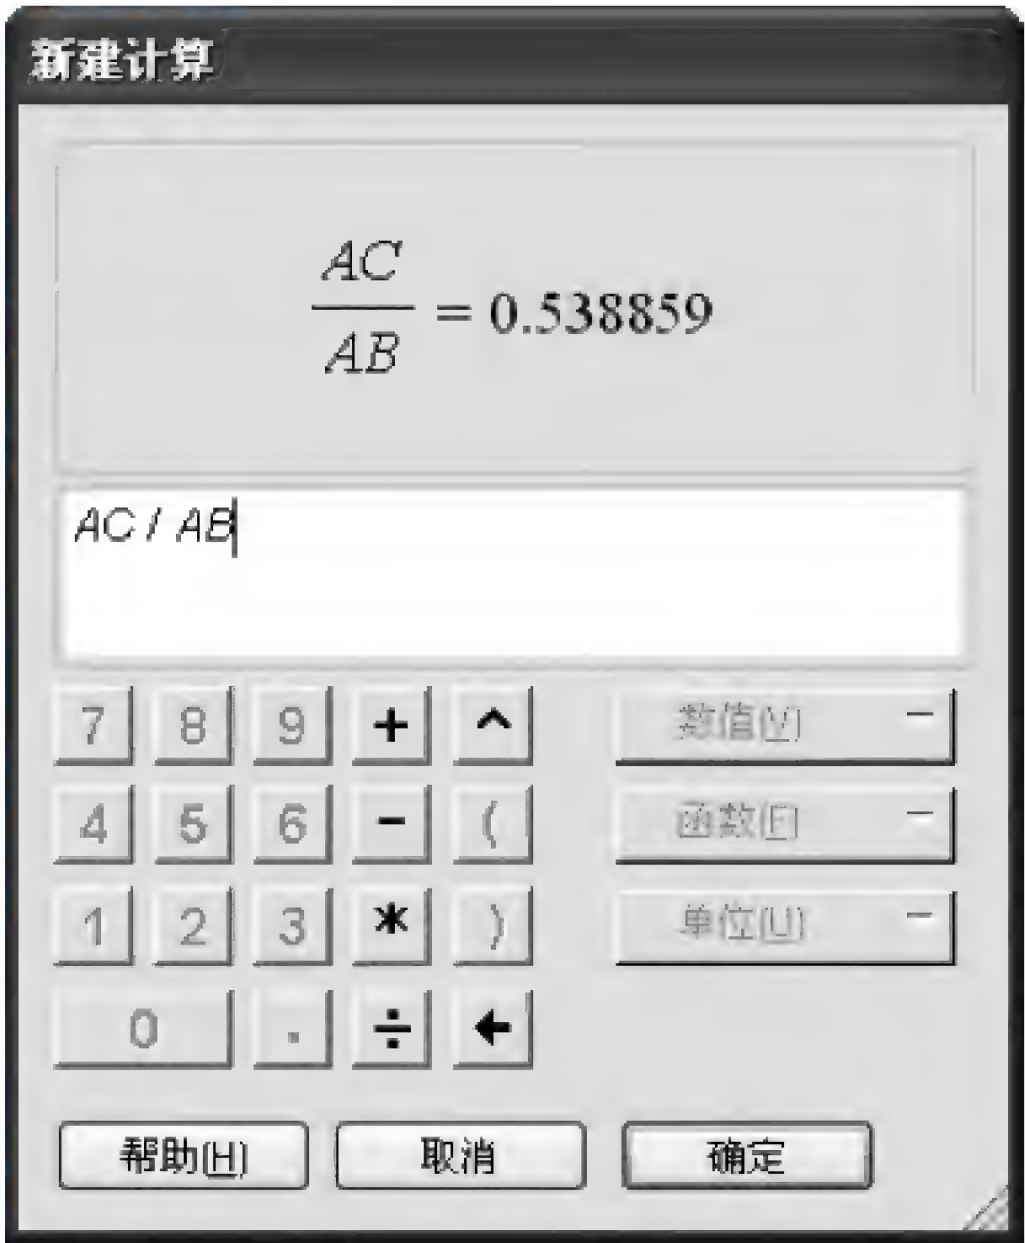 新建计算
AC/AB = 0.538859
AC / AB
7 8 9 + ^ 数值(V)
4 5 6 - ( 函数(F)
1 2 3 * ) 单位(U)
0 . ÷ ←
帮助(H) 取消 确定